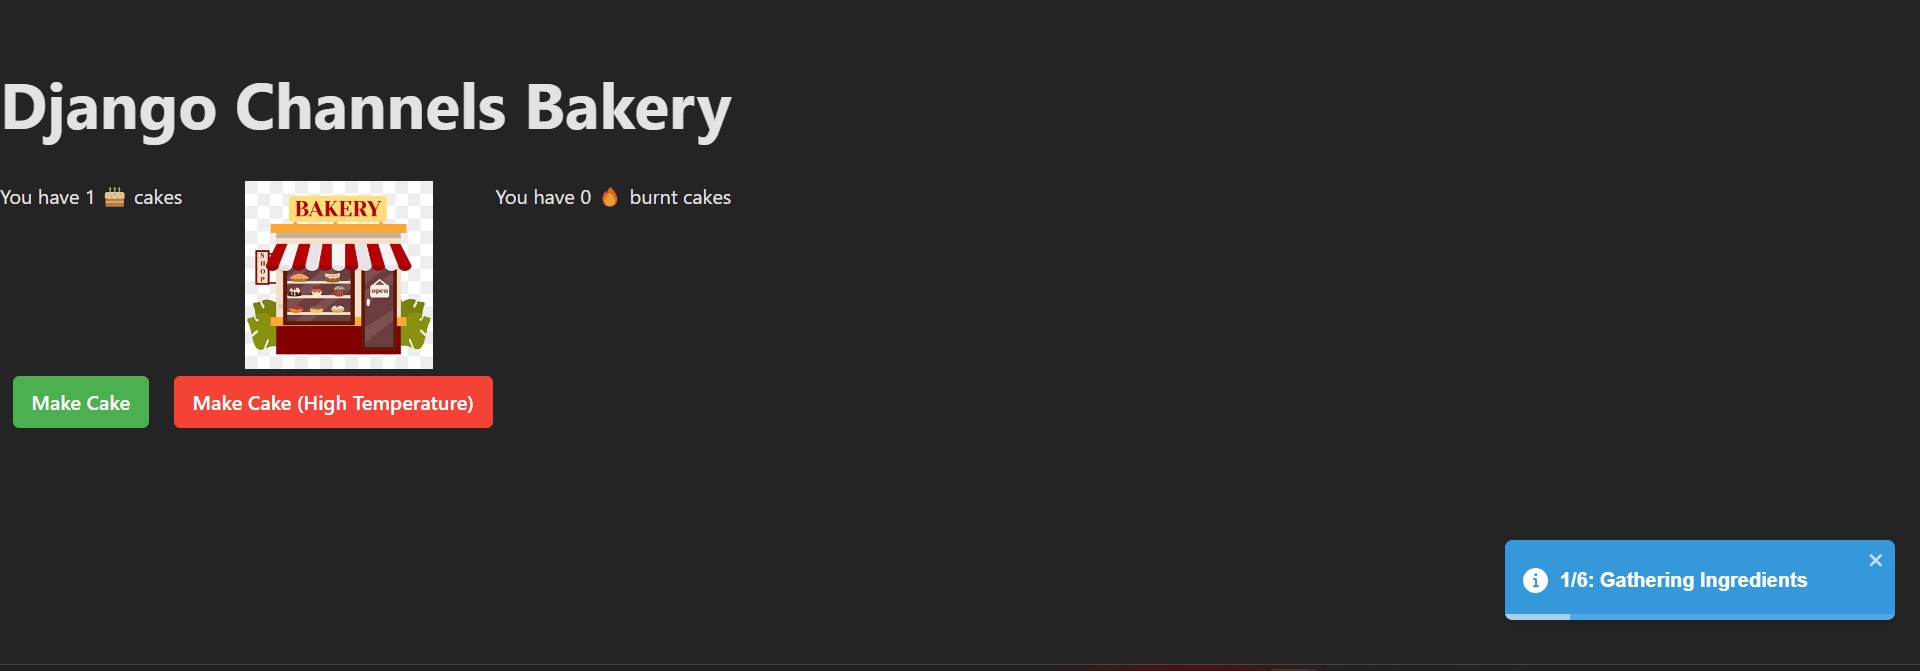 Django Channels Bakery
You have 1 🎂 cakes
BAKERY
SHOP
open
You have 0 🔥 burnt cakes
Make Cake
Make Cake (High Temperature)
1/6: Gathering Ingredients